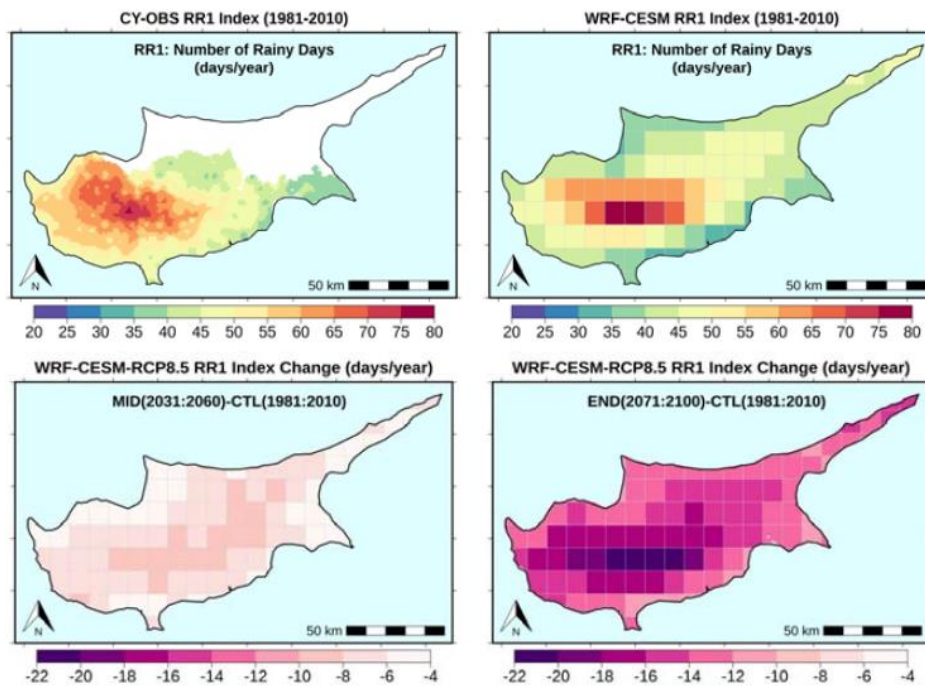 CY-OBS RR1 Index (1981-2010)
RR1: Number of Rainy Days
(days/year)
N
50 km
20 25 30 35 40 45 50 55 60 65 70 75 80
WRF-CESM RR1 Index (1981-2010)
RR1: Number of Rainy Days
(days/year)
N
50 km
20 25 30 35 40 45 50 55 60 65 70 75 80
WRF-CESM-RCP8.5 RR1 Index Change (days/year)
MID(2031:2060)-CTL(1981:2010)
N
50 km
-22 -20 -18 -16 -14 -12 -10 -8 -6 -4
WRF-CESM-RCP8.5 RR1 Index Change (days/year)
END(2071:2100)-CTL(1981:2010)
N
50 km
-22 -20 -18 -16 -14 -12 -10 -8 -6 -4